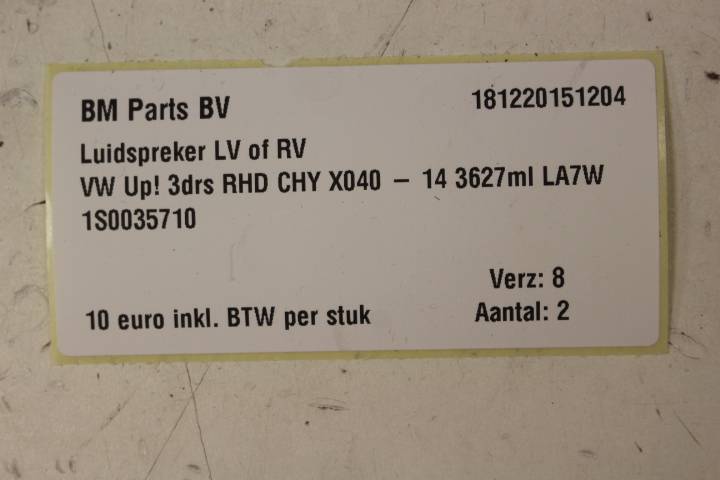 BM Parts BV 181220151204
Luidspreker LV of RV
VW Up! 3drs RHD CHY X040 – 14 3627ml LA7W
1S0035710
Verz: 8
10 euro inkl. BTW per stuk Aantal: 2